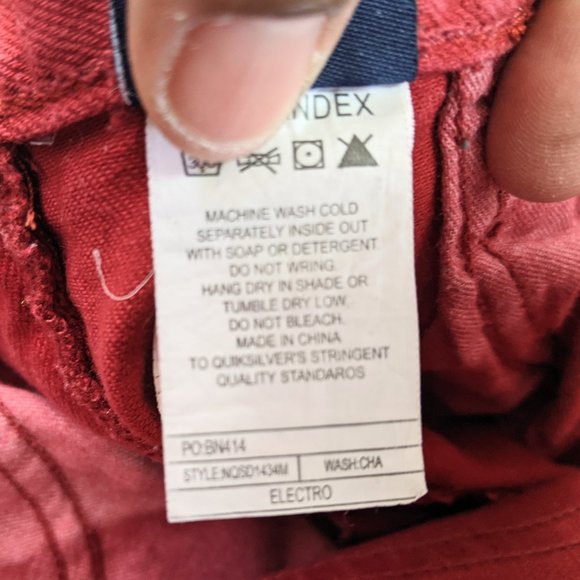 NDEX
MACHINE WASH COLD
SEPARATELY INSIDE OUT
WITH SOAP OR DETERGENT.
DO NOT WRING.
HANG DRY IN SHADE OR
TUMBLE DRY LOW.
DO NOT BLEACH.
MADE IN CHINA
TO QUIKSILVER'S STRINGENT
QUALITY STANDAROS
PO:BN414
STYLE:NQSD1434M WASH:CHA
ELECTRO